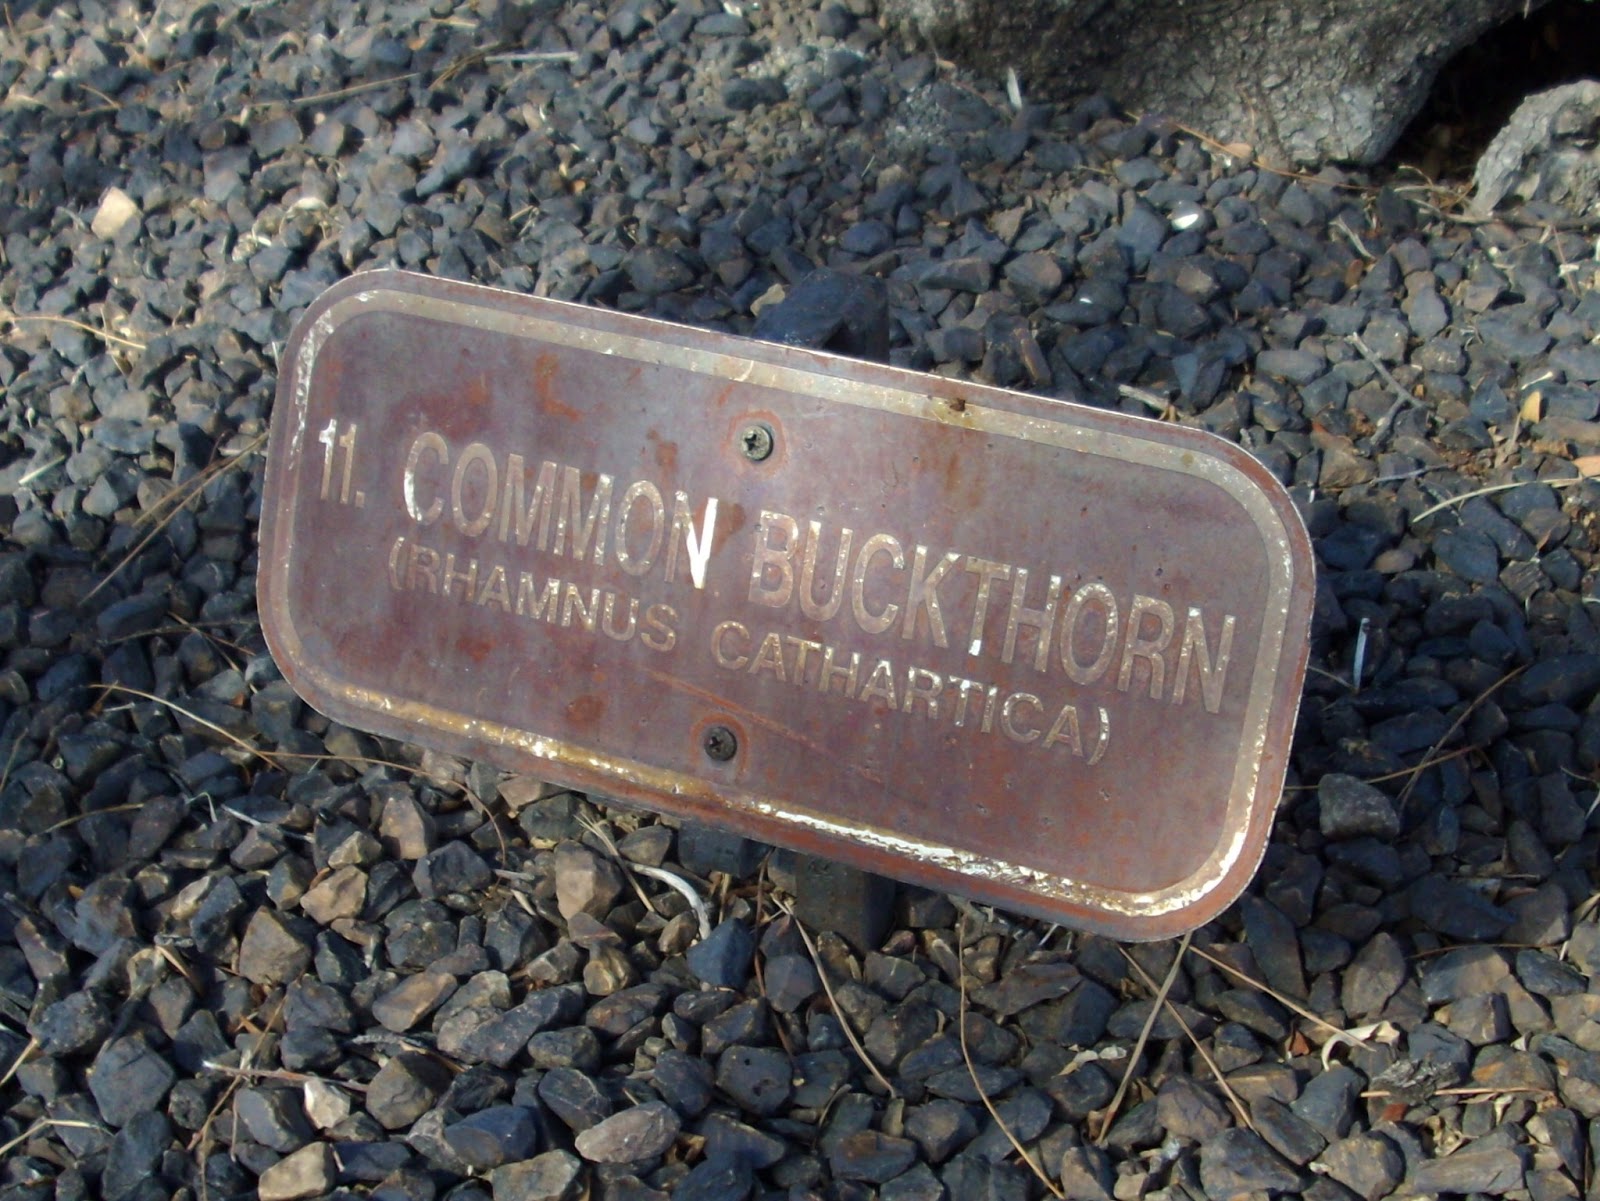 11. COMMON BUCKTHORN
(RHAMNUS CATHARTICA)